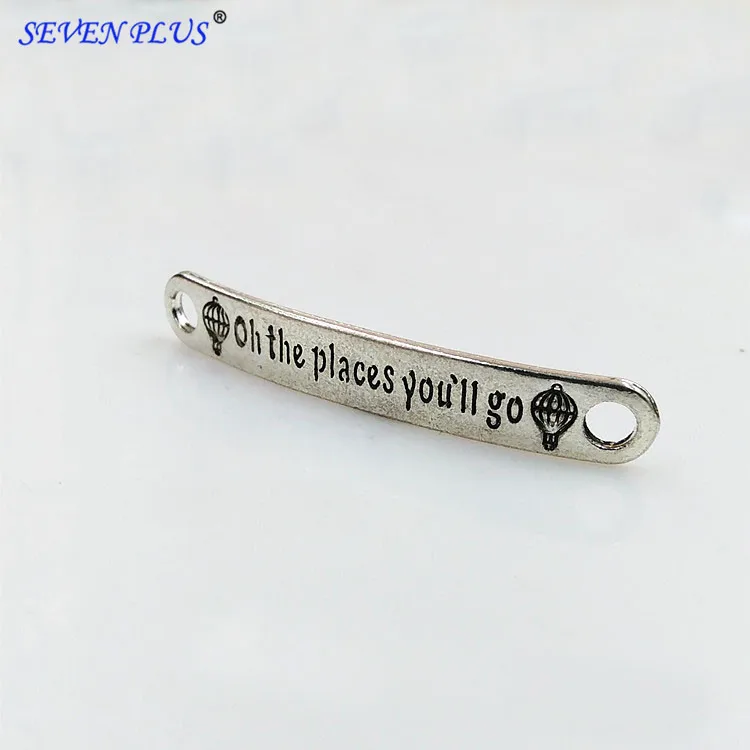 SEVEN PLUS®
Oh the places you'll go